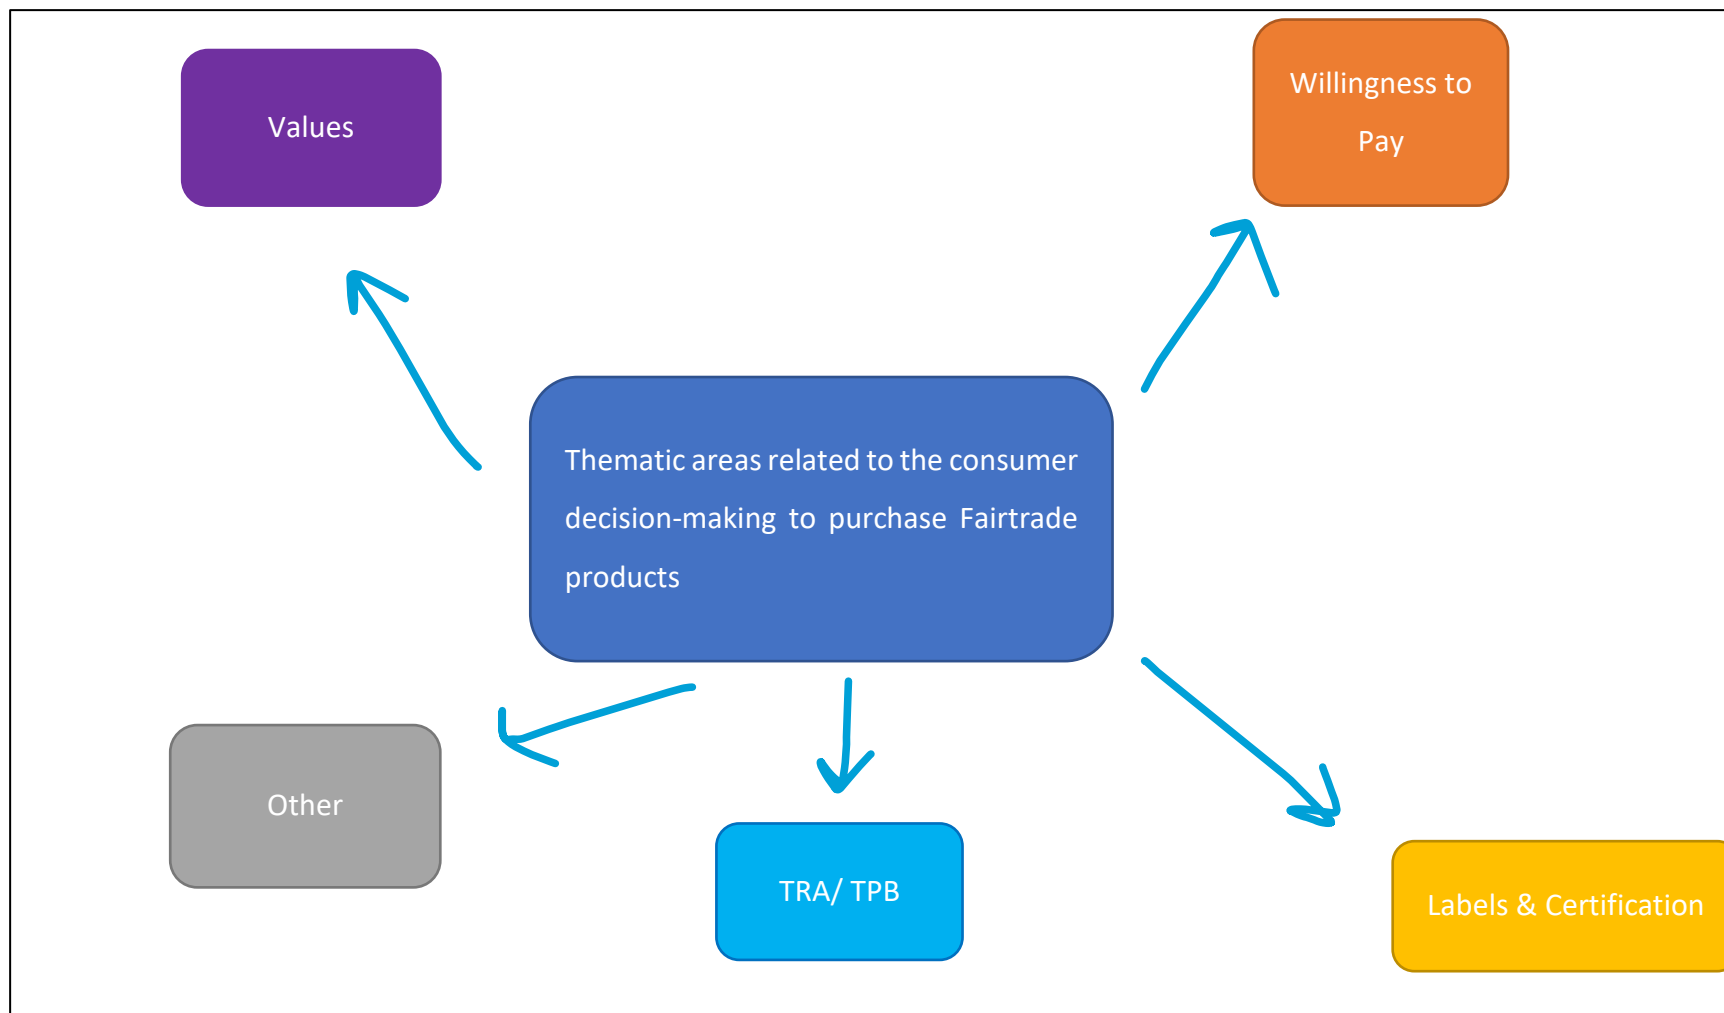 Values
Willingness to
Pay
Thematic areas related to the consumer
decision-making to purchase Fairtrade
products
Other
TRA/ TPB
Labels & Certification